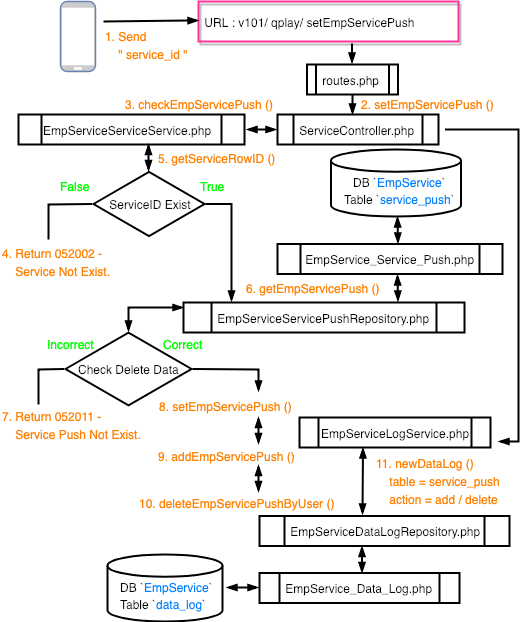 URL : v101/ qplay/ setEmpServicePush
1. Send
" service_id "
routes.php
3. checkEmpServicePush ()
2. setEmpServicePush ()
EmpServiceServiceService.php
ServiceController.php
5. getServiceRowID ()
False
True
ServiceID Exist
DB `EmpService`
Table `service_push`
4. Return 052002 -
Service Not Exist.
EmpService_Service_Push.php
6. getEmpServicePush ()
EmpServiceServicePushRepository.php
Incorrect
Correct
Check Delete Data
7. Return 052011 -
Service Push Not Exist.
8. setEmpServicePush ()
EmpServiceLogService.php
9. addEmpServicePush ()
11. newDataLog ()
table = service_push
action = add / delete
10. deleteEmpServicePushByUser ()
EmpServiceDataLogRepository.php
DB `EmpService`
Table `data_log`
EmpService_Data_Log.php